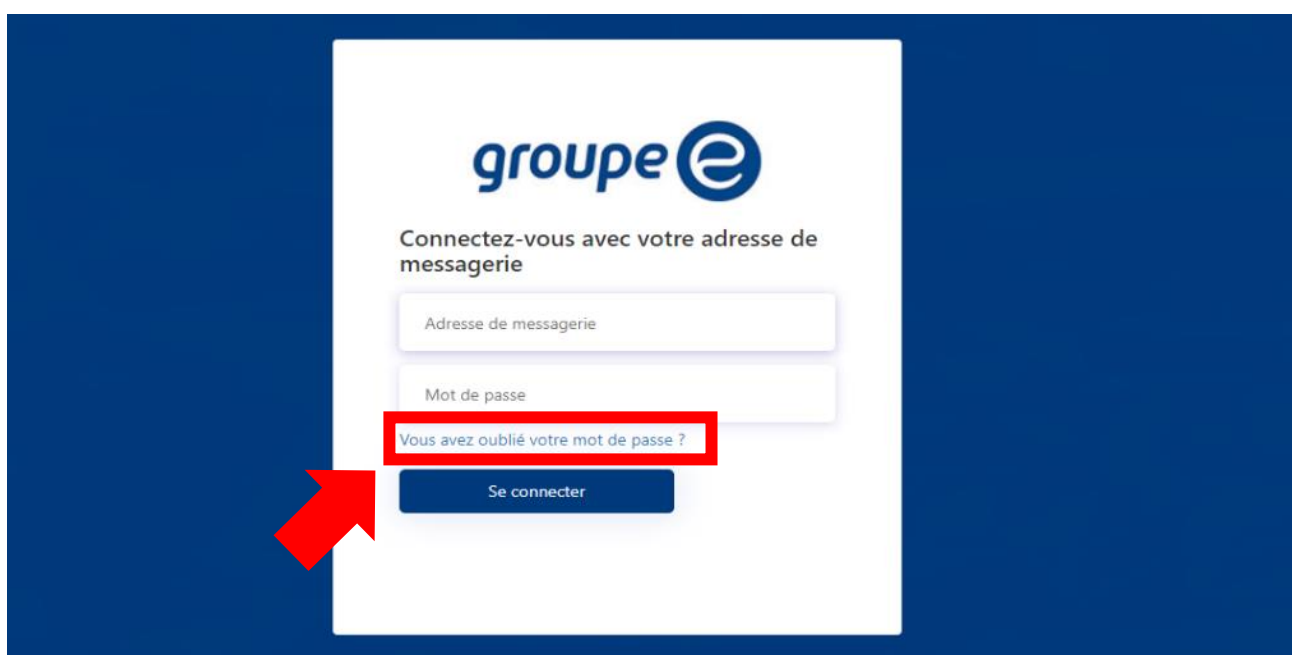 groupe e
Connectez-vous avec votre adresse de
messagerie
Adresse de messagerie
Mot de passe
Vous avez oublié votre mot de passe ?
Se connecter